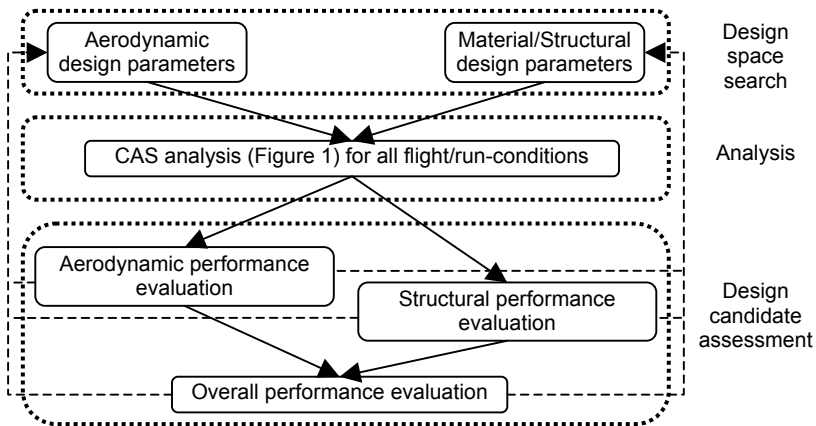 Aerodynamic
design parameters
Material/Structural
design parameters
Design
space
search
CAS analysis (Figure 1) for all flight/run-conditions
Analysis
Aerodynamic performance
evaluation
Structural performance
evaluation
Design
candidate
assessment
Overall performance evaluation